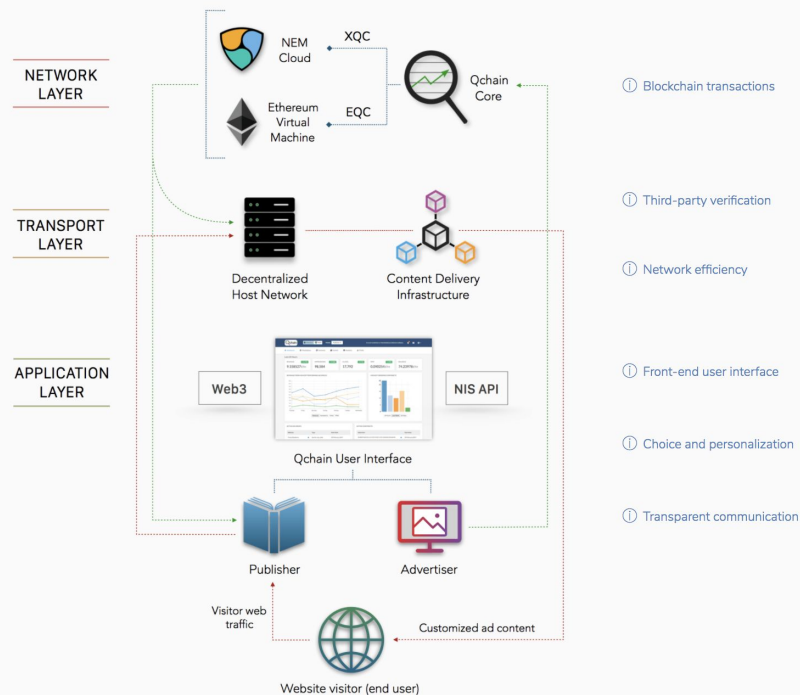 NETWORK
LAYER
NEM
Cloud
XQC
Ethereum
Virtual
Machine
EQC
Qchain
Core
Blockchain transactions
TRANSPORT
LAYER
Decentralized
Host Network
Content Delivery
Infrastructure
Third-party verification
Network efficiency
APPLICATION
LAYER
Web3
NIS API
Qchain User Interface
Front-end user interface
Choice and personalization
Transparent communication
Publisher
Advertiser
Visitor web
traffic
Customized ad content
Website visitor (end user)